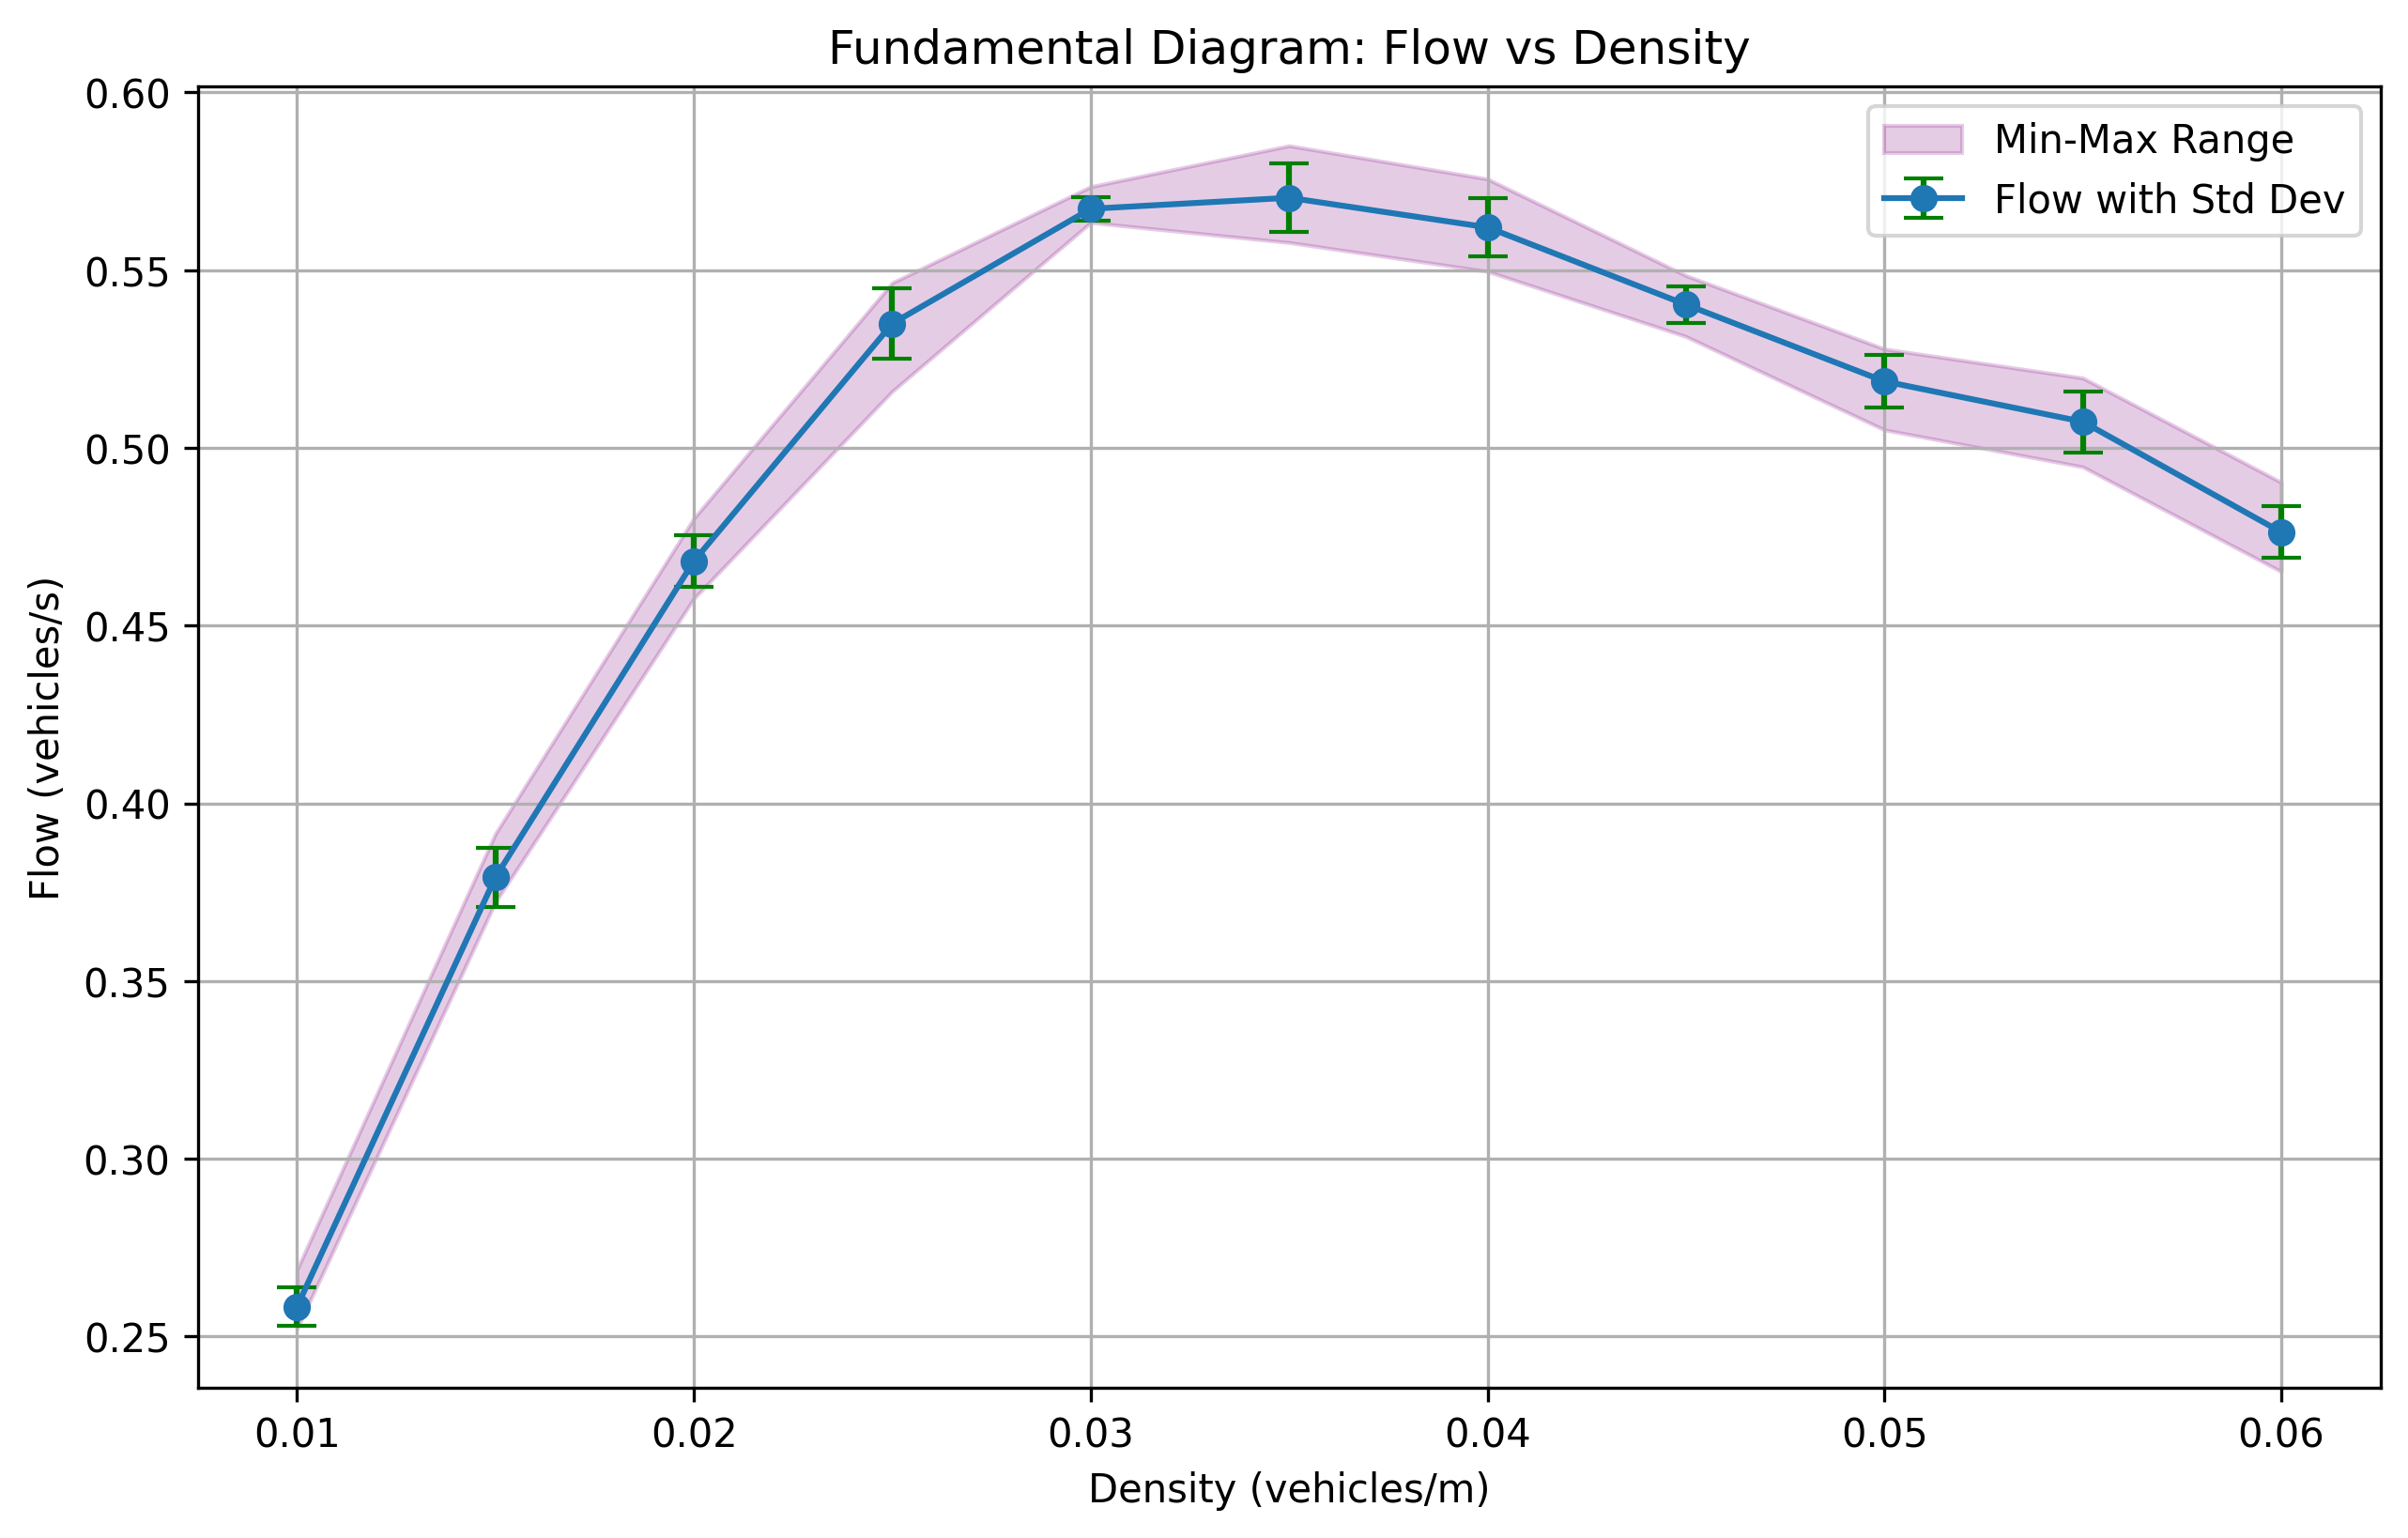 Fundamental Diagram: Flow vs Density
Min-Max Range
Flow with Std Dev
Flow (vehicles/s)
0.60
0.55
0.50
0.45
0.40
0.35
0.30
0.25
0.01 0.02 0.03 0.04 0.05 0.06
Density (vehicles/m)